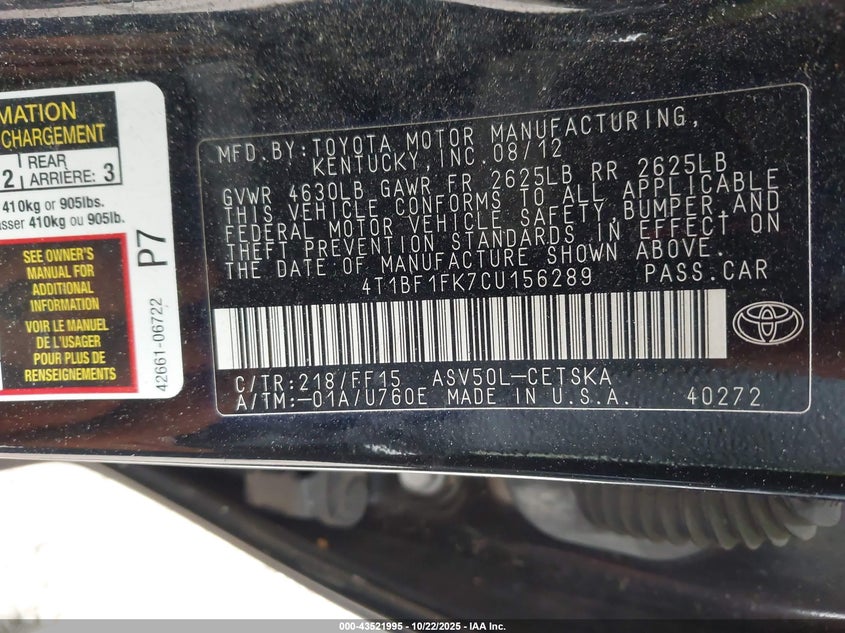 MATION
CHARGEMENT
2 REAR
ARRIÈRE: 3
410kg or 905lbs.
asser 410kg ou 905lb.
SEE OWNER'S
MANUAL FOR
ADDITIONAL
INFORMATION
VOIR LE MANUEL
DE L'USAGER
POUR PLUS DE
RENSEIGNEMENTS
P7
42661-06722
MFD.BY:TOYOTA MOTOR MANUFACTURING,
KENTUCKY, INC. 08/12
GVWR 4630LB GAWR FR 2625LB RR 2625LB
THIS VEHICLE CONFORMS TO ALL APPLICABLE
FEDERAL MOTOR VEHICLE SAFETY, BUMPER, AND
THEFT PREVENTION STANDARDS IN EFFECT ON
THE DATE OF MANUFACTURE SHOWN ABOVE.
4T1BF1FK7CU156289 PASS.CAR
C/TR:218/FF15 ASV50L-CETSKA
A/TM:-01A/U760E MADE IN U.S.A. 40272
000-43521995 - 10/22/2025 - IAA Inc.